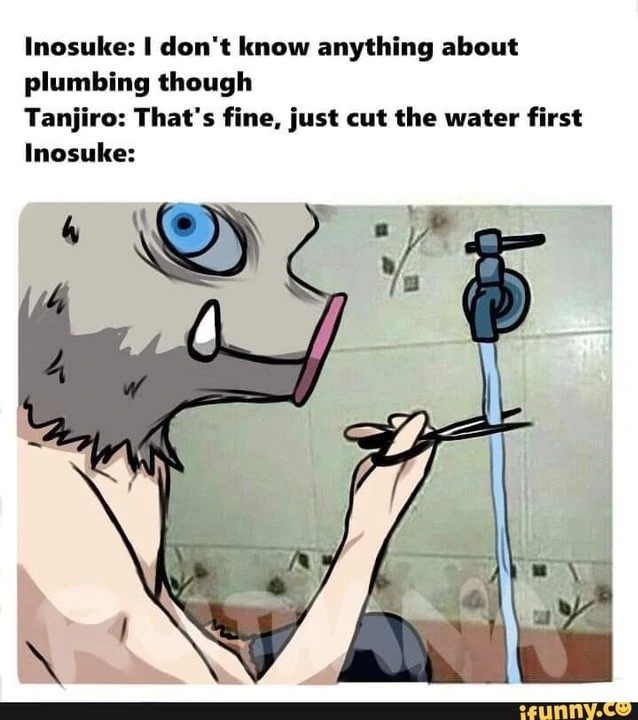 Inosuke: I don't know anything about
plumbing though
Tanjiro: That's fine, just cut the water first
Inosuke:
ifunny.co